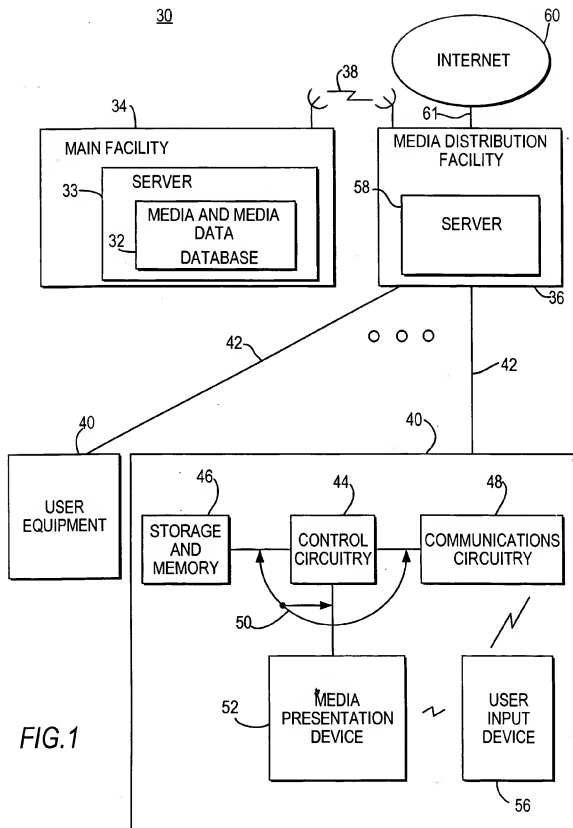 30
60
INTERNET
38
34
61
MAIN FACILITY
MEDIA DISTRIBUTION
FACILITY
33
SERVER
58
MEDIA AND MEDIA
DATA
32
DATABASE
SERVER
36
42
42
40
40
USER
EQUIPMENT
46
44
48
STORAGE
AND
MEMORY
CONTROL
CIRCUITRY
COMMUNICATIONS
CIRCUITRY
50
52
MEDIA
PRESENTATION
DEVICE
USER
INPUT
DEVICE
FIG.1
56